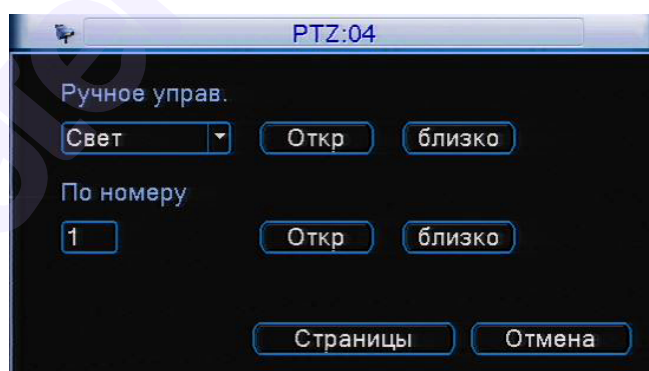 PTZ:04
Ручное управ.
Свет Откр близко
По номеру
1 Откр близко
Страницы Отмена